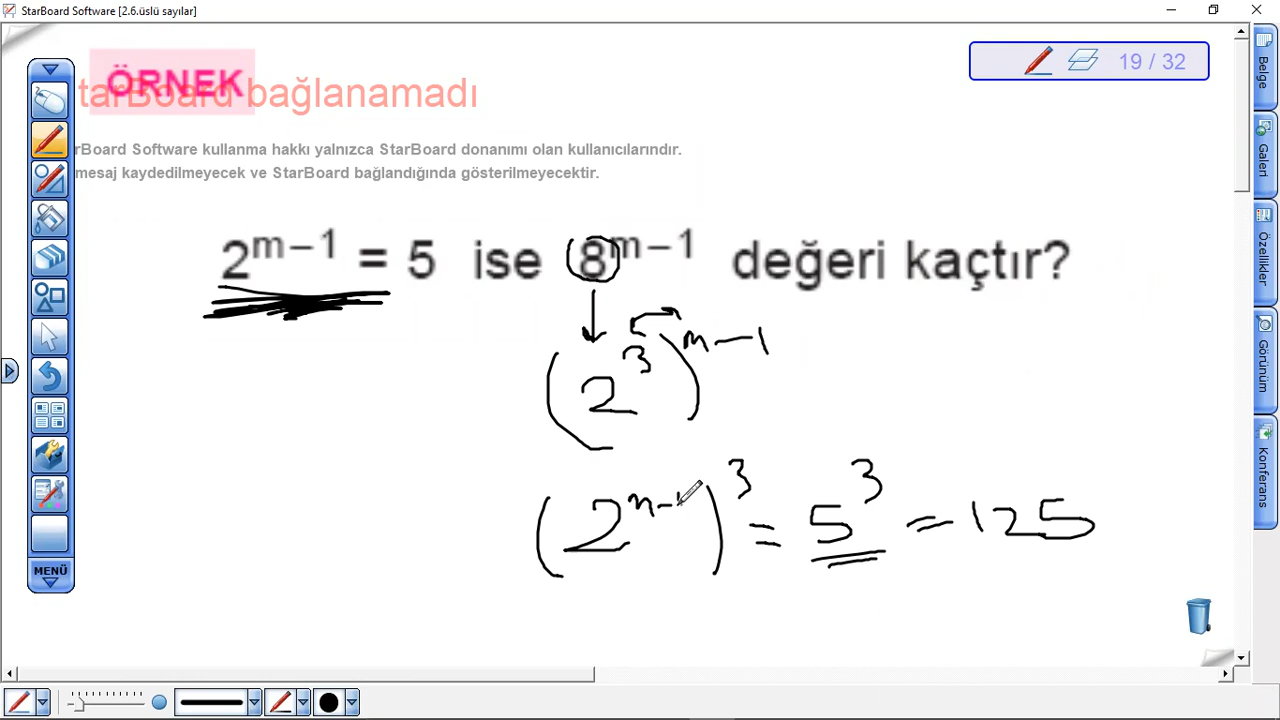 StarBoard Software [2.6.üslü sayılar]
ÖRNEK
19 / 32
tarBoard bağlanamadı
rBoard Software kullanma hakkı yalnızca StarBoard donanımı olan kullanıcılarındır.
mesaj kaydedilmeyecek ve StarBoard bağlandığında gösterilmeyecektir.
2^{m-1} = 5 ise 8^{m-1} değeri kaçtır?
(2^3)^{m-1}
(2^{m-1})^3 = 5^3 = 125
MENÜ
Belge
Galeri
Özellikler
Görünüm
Konferans